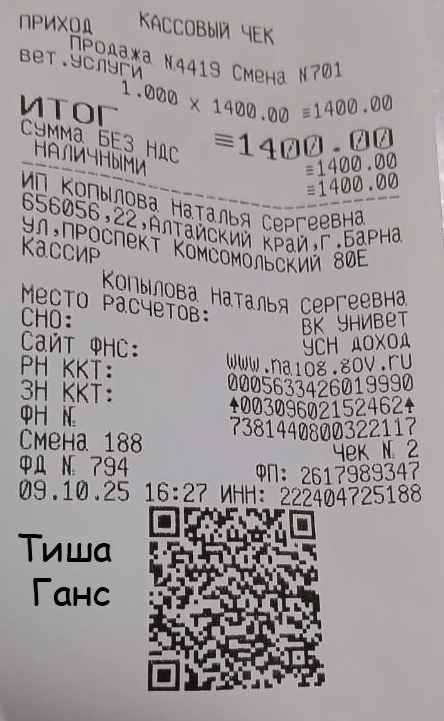 КАССОВЫЙ ЧЕК
ПРИХОД
Продажа N4419 Смена N701
вет.услуги
1.000 x 1400.00 ≡1400.00
ИТОГ ≡1400.00
Сумма БЕЗ НДС ≡1400.00
НАЛИЧНЫМИ ≡1400.00
ИП Копылова Наталья Сергеевна
656056,22,Алтайский край,г.Барна
ул,проспект Комсомольский 80Е
Кассир
Копылова Наталья Сергеевна
Место расчетов: ВК УНИВЕТ
СНО: УСН ДОХОД
Сайт ФНС: www.nalog.gov.ru
РН ККТ: 0005633426019990
ЗН ККТ: ↑00309602152462↑
ФН № 7381440800322117
Смена 188 Чек № 2
ФД № 794 ФП: 2617989347
09.10.25 16:27 ИНН: 222404725188
Тиша
Ганс